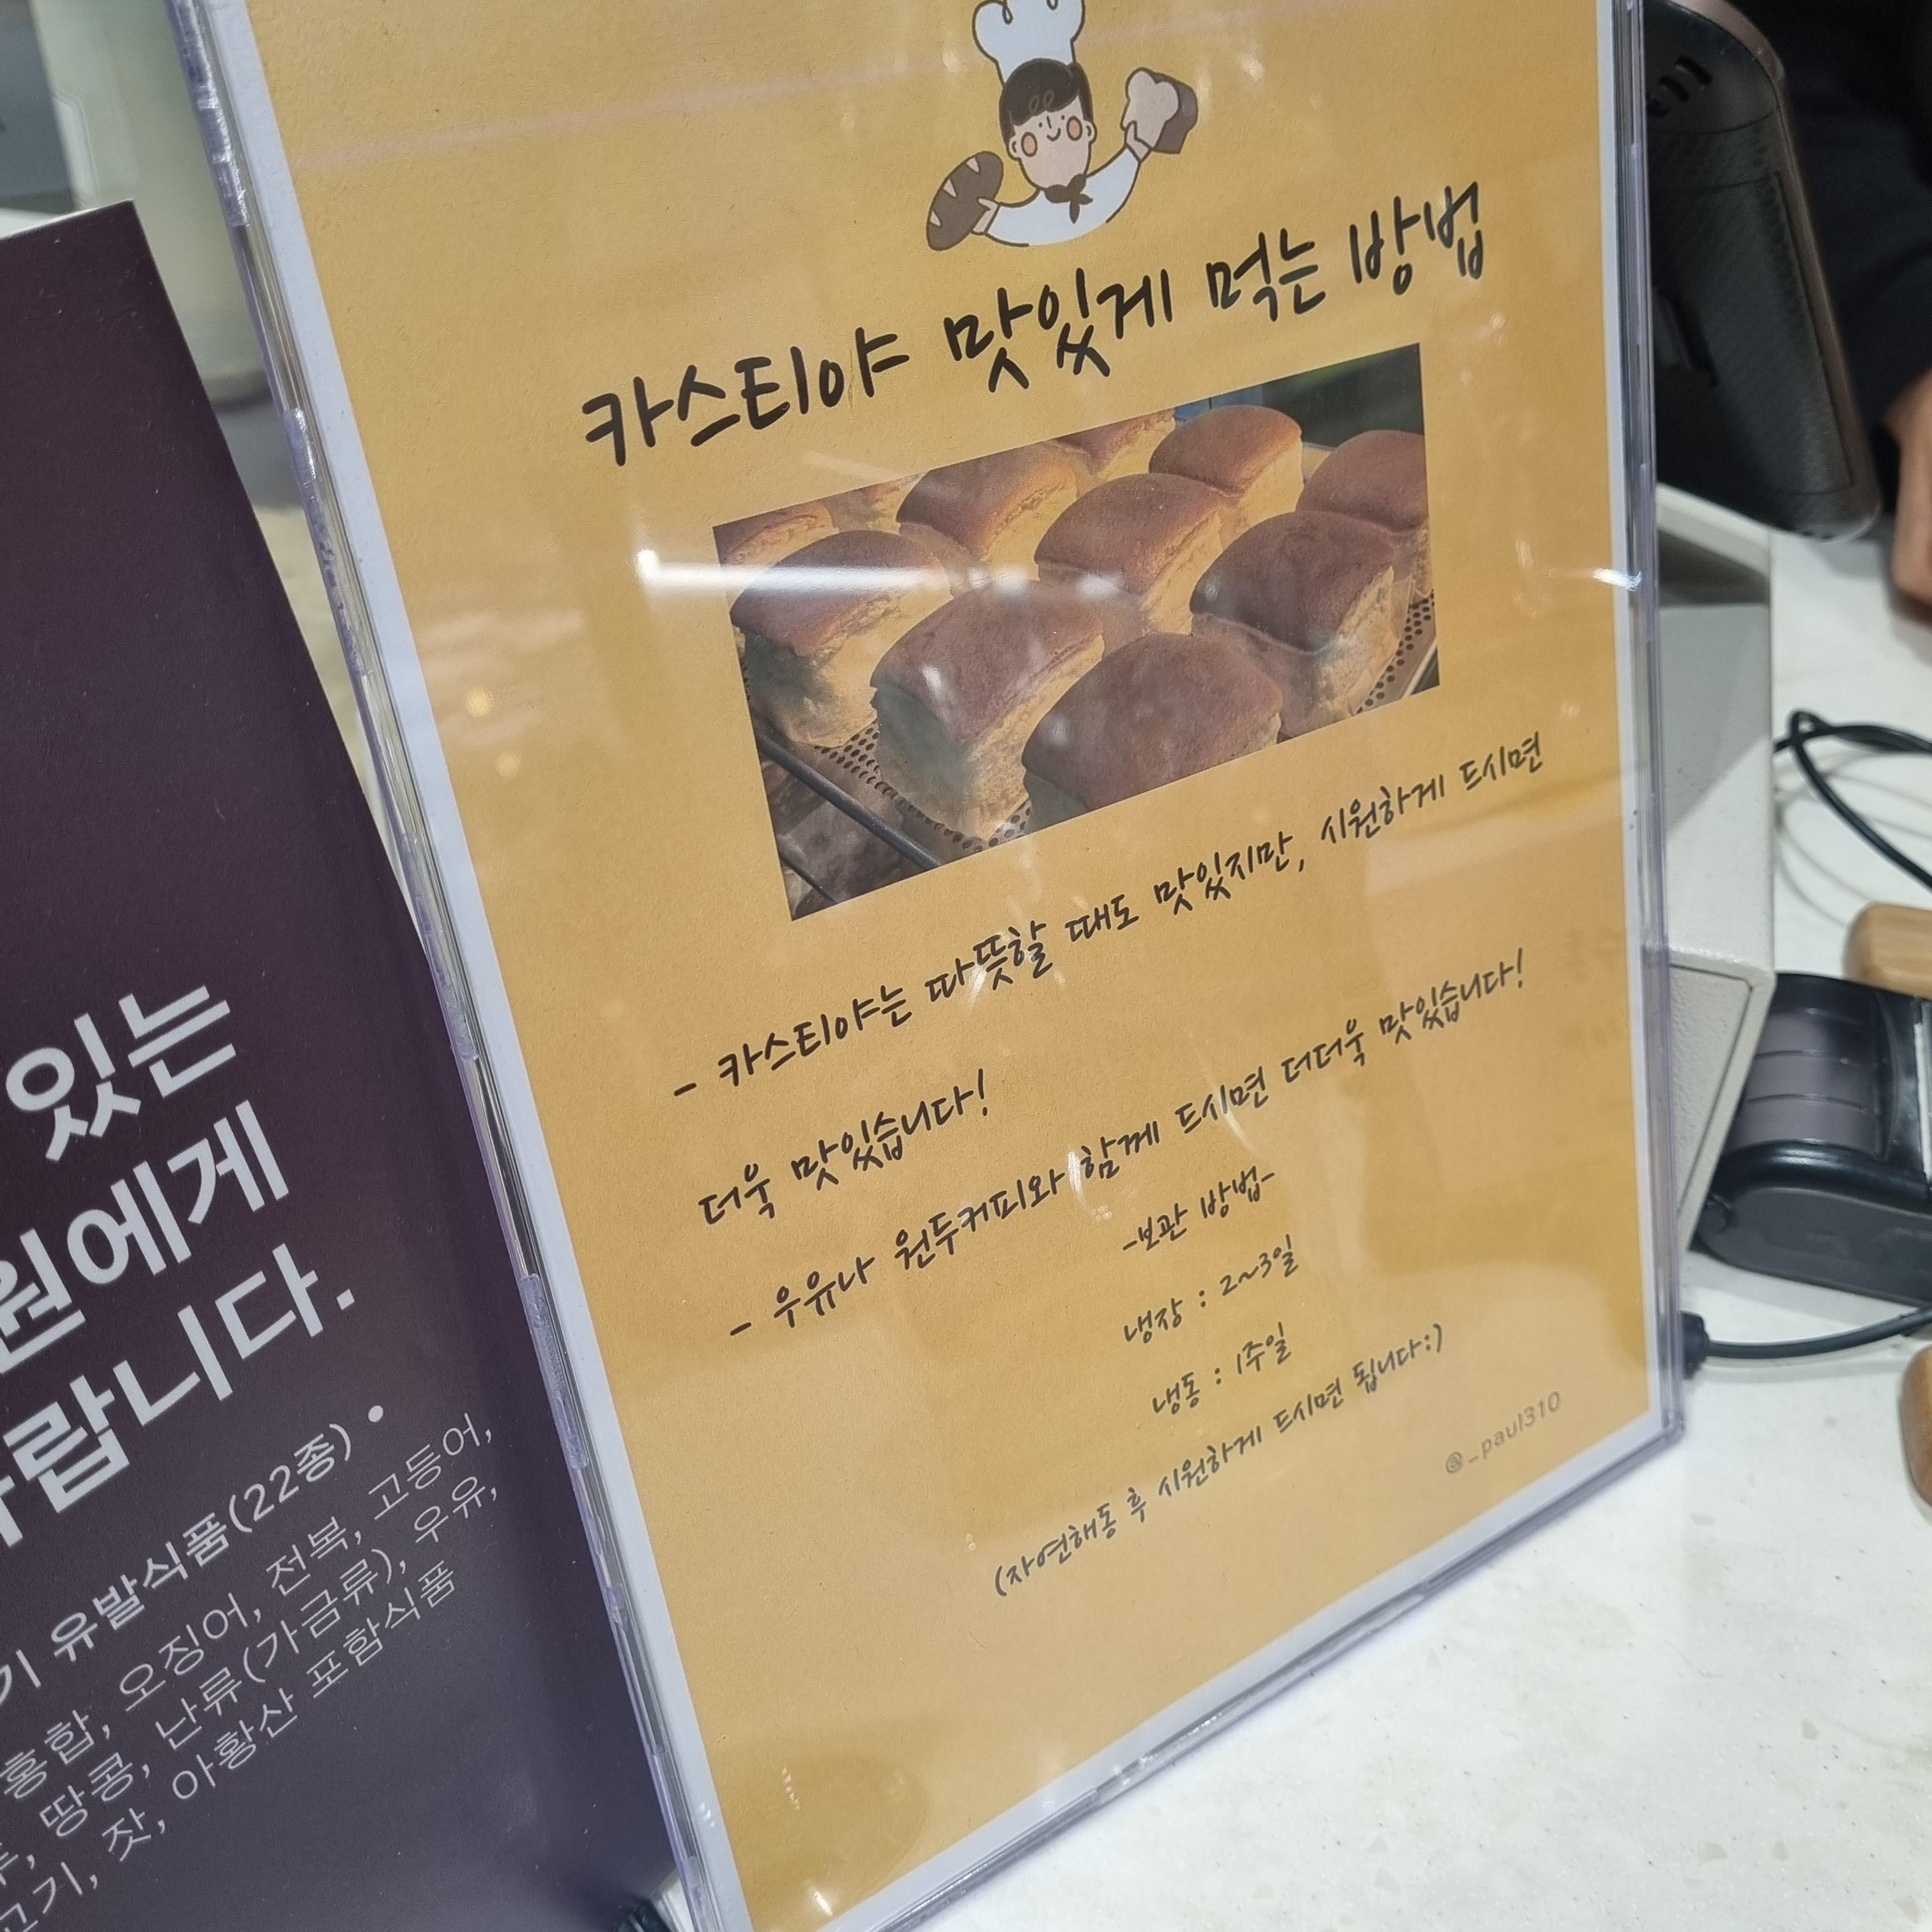 카스티야 맛있게 먹는 방법
- 카스티야는 따뜻할 때도 맛있지만, 시원하게 드시면
더욱 맛있습니다!
- 우유나 원두커피와 함께 드시면 더더욱 맛있습니다!
-보관 방법-
냉장 : 2~3일
냉동 : 1주일
(자연해동 후 시원하게 드시면 됩니다:)
@_paul310
있는
원에게
랍니다.
기 유발식품(22종) •
홍합, 오징어, 전복, 고등어,
땅콩, 난류(가금류), 우유,
고기, 잣, 아황산 포함식품